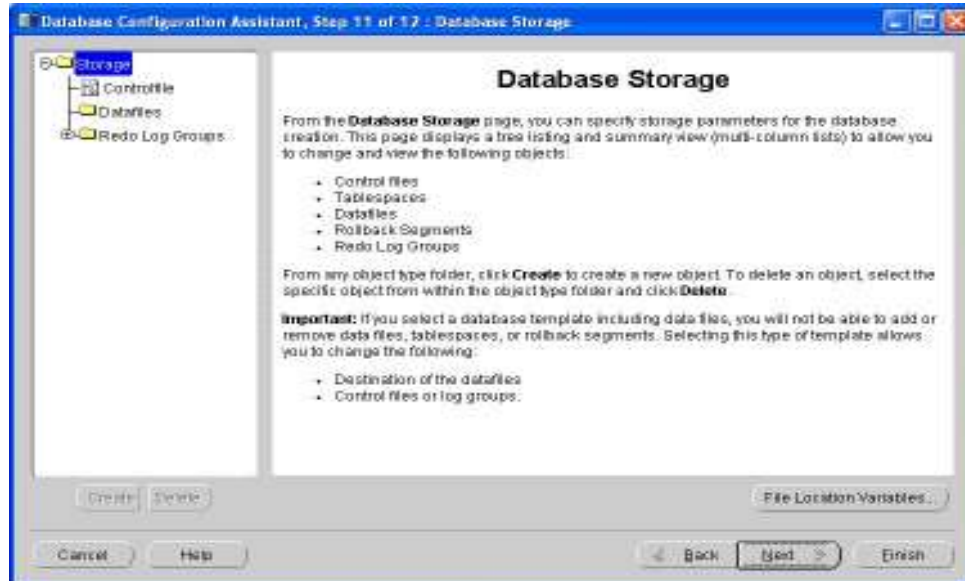 Database Configuration Assistant, Step 11 of 12 : Database Storage
Storage
Controlfile
Datafiles
Redo Log Groups
Database Storage
From the Database Storage page, you can specify storage parameters for the database
creation. This page displays a tree listing and summary view (multi-column lists) to allow you
to change and view the following objects:
Control files
Tablespaces
Datafiles
Rollback Segments
Redo Log Groups
From any object type folder, click Create to create a new object. To delete an object, select the
specific object from within the object type folder and click Delete.
Important: If you select a database template including data files, you will not be able to add or
remove data files, tablespaces, or rollback segments. Selecting this type of template allows
you to change the following:
Destination of the datafiles
Control files or log groups.
Create Delete
File Location Variables...
Cancel Help Back Next Finish